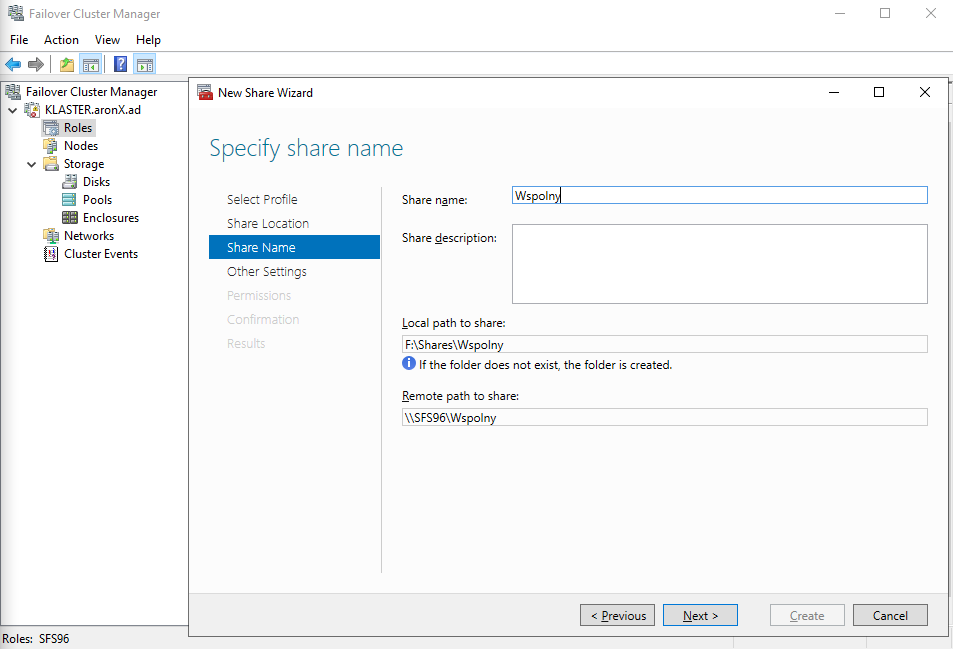 Failover Cluster Manager
File Action View Help
Failover Cluster Manager
KLASTER.aronX.ad
Roles
Nodes
Storage
Disks
Pools
Enclosures
Networks
Cluster Events
New Share Wizard
Specify share name
Select Profile
Share Location
Share Name
Other Settings
Permissions
Confirmation
Results
Share name:
Wspolny
Share description:
Local path to share:
F:\Shares\Wspolny
If the folder does not exist, the folder is created.
Remote path to share:
\\SFS96\Wspolny
< Previous
Next >
Create
Cancel
Roles: SFS96